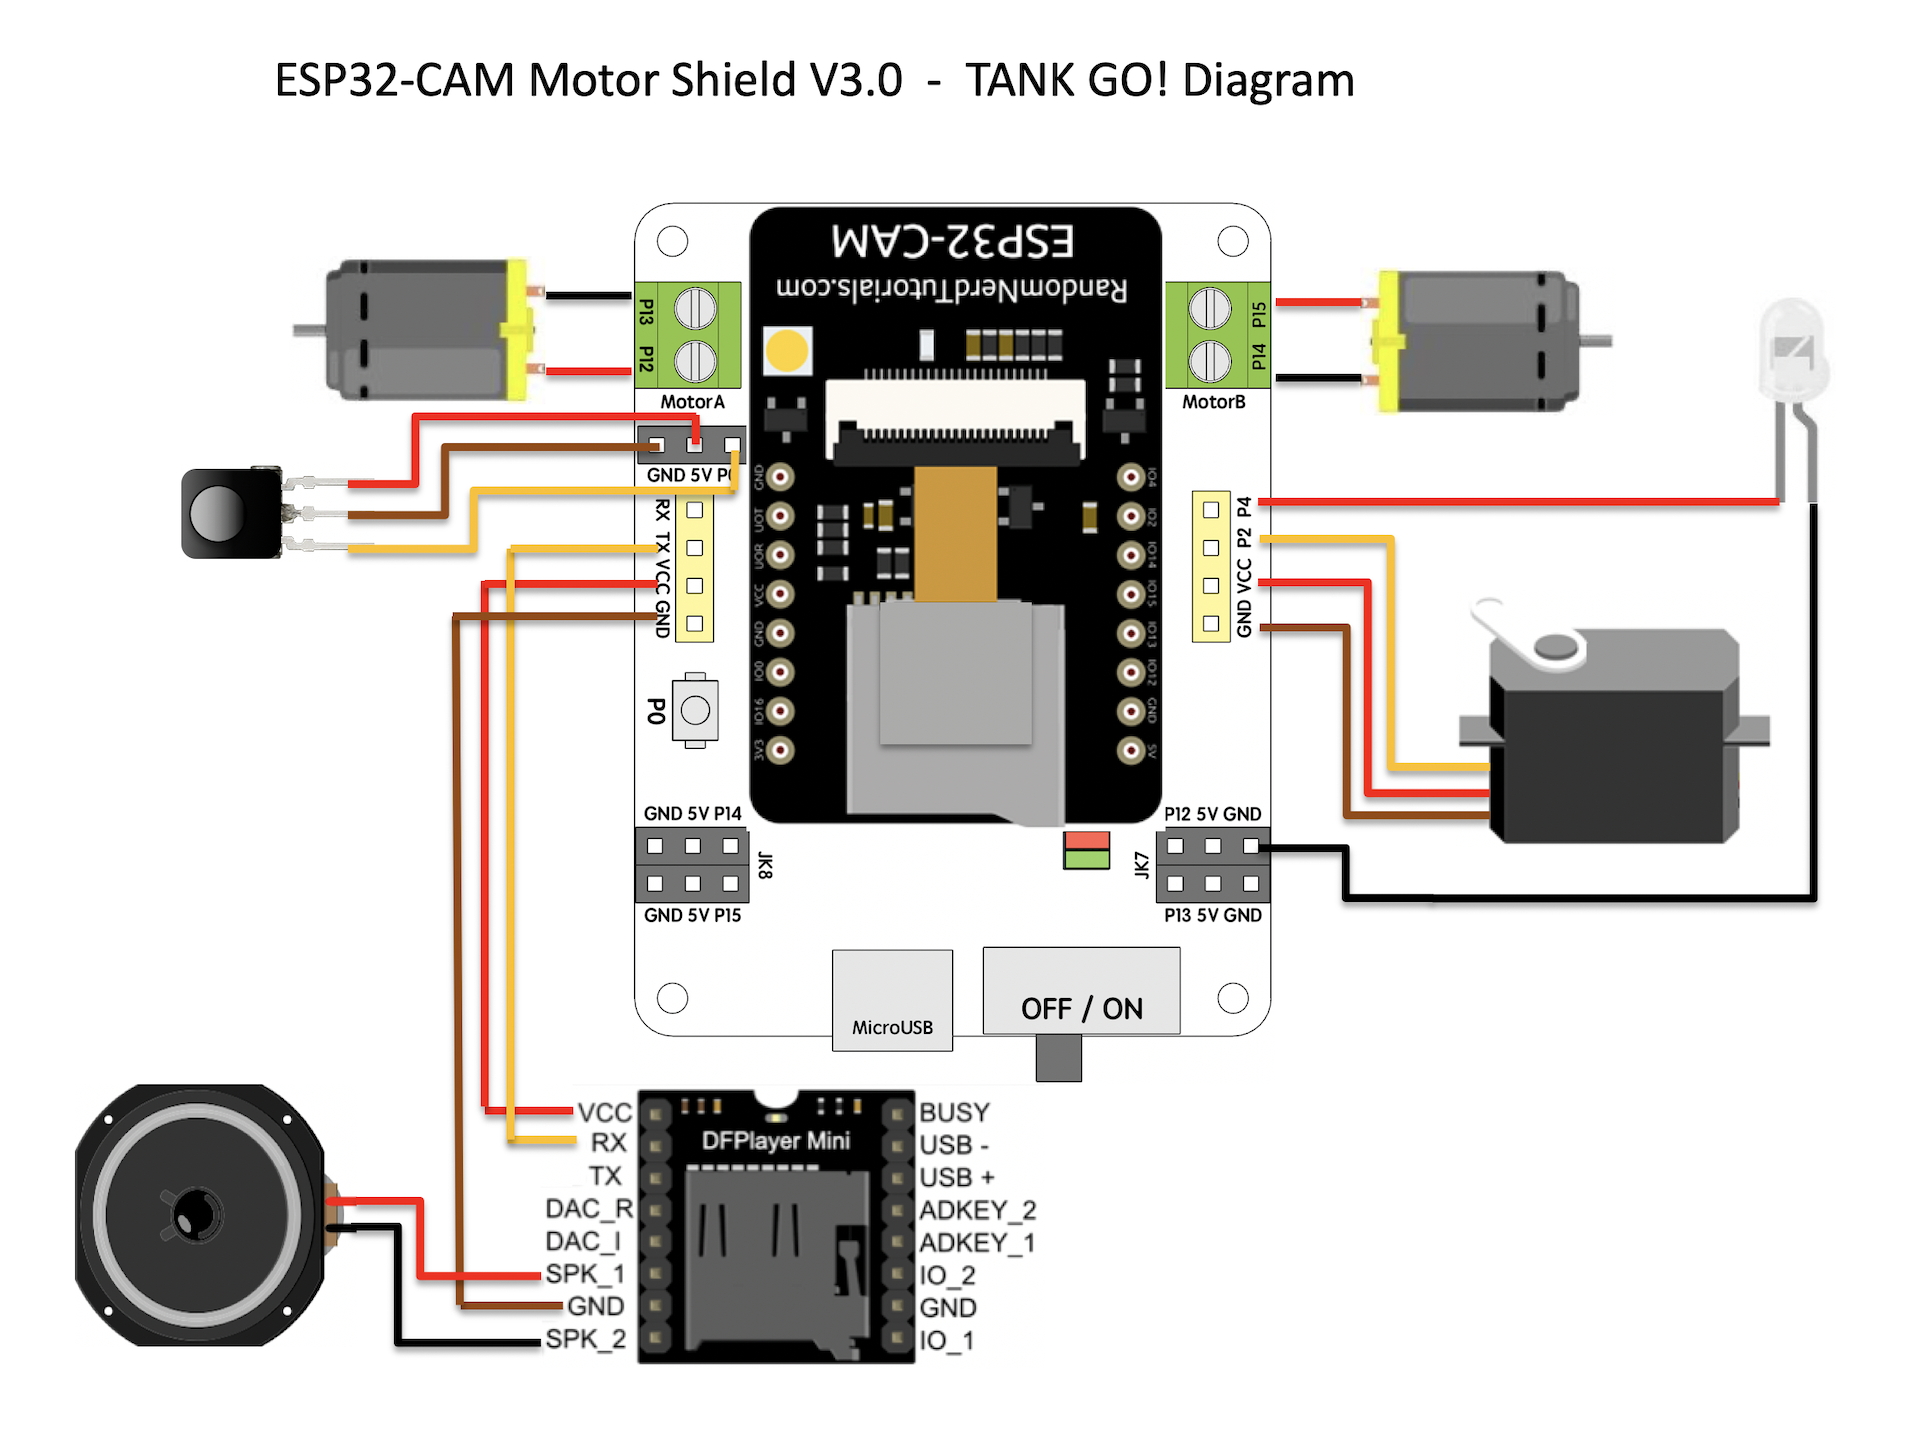 ESP32-CAM Motor Shield V3.0 - TANK GO! Diagram
ESP32-CAM
RandomNerdTutorials.com
P13
P12
MotorA
P15
P14
MotorB
GND 5V P0
RX
TX
VCC
GND
P4
P2
VCC
GND
GND
UOT
UOR
VCC
GND
IO0
IO16
3V3
IO4
IO2
IO14
IO15
IO13
IO12
GND
5V
P0
GND 5V P14
JK8
GND 5V P15
P12 5V GND
JK7
P13 5V GND
MicroUSB
OFF / ON
DFPlayer Mini
VCC
RX
TX
DAC_R
DAC_I
SPK_1
GND
SPK_2
BUSY
USB -
USB +
ADKEY_2
ADKEY_1
IO_2
GND
IO_1